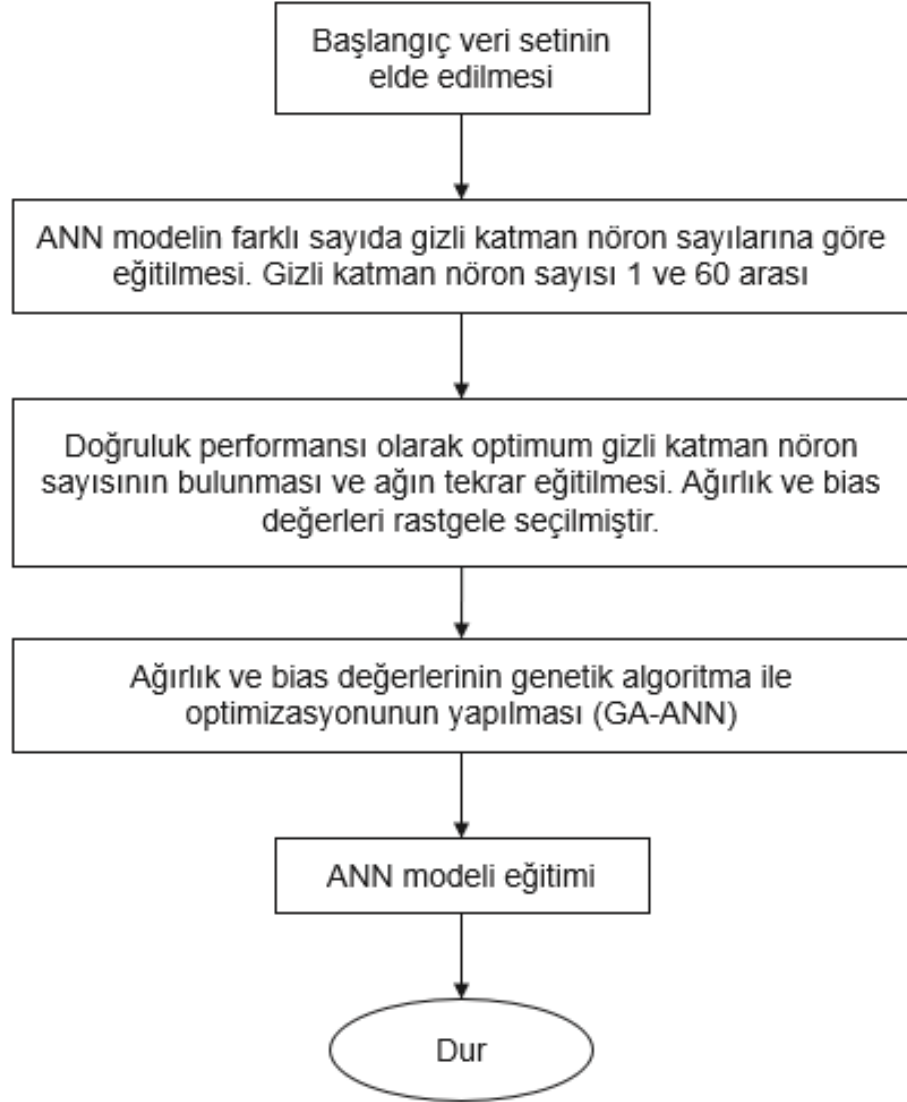 Başlangıç veri setinin
elde edilmesi
ANN modelin farklı sayıda gizli katman nöron sayılarına göre
eğitilmesi. Gizli katman nöron sayısı 1 ve 60 arası
Doğruluk performansı olarak optimum gizli katman nöron
sayısının bulunması ve ağın tekrar eğitilmesi. Ağırlık ve bias
değerleri rastgele seçilmiştir.
Ağırlık ve bias değerlerinin genetik algoritma ile
optimizasyonunun yapılması (GA-ANN)
ANN modeli eğitimi
Dur